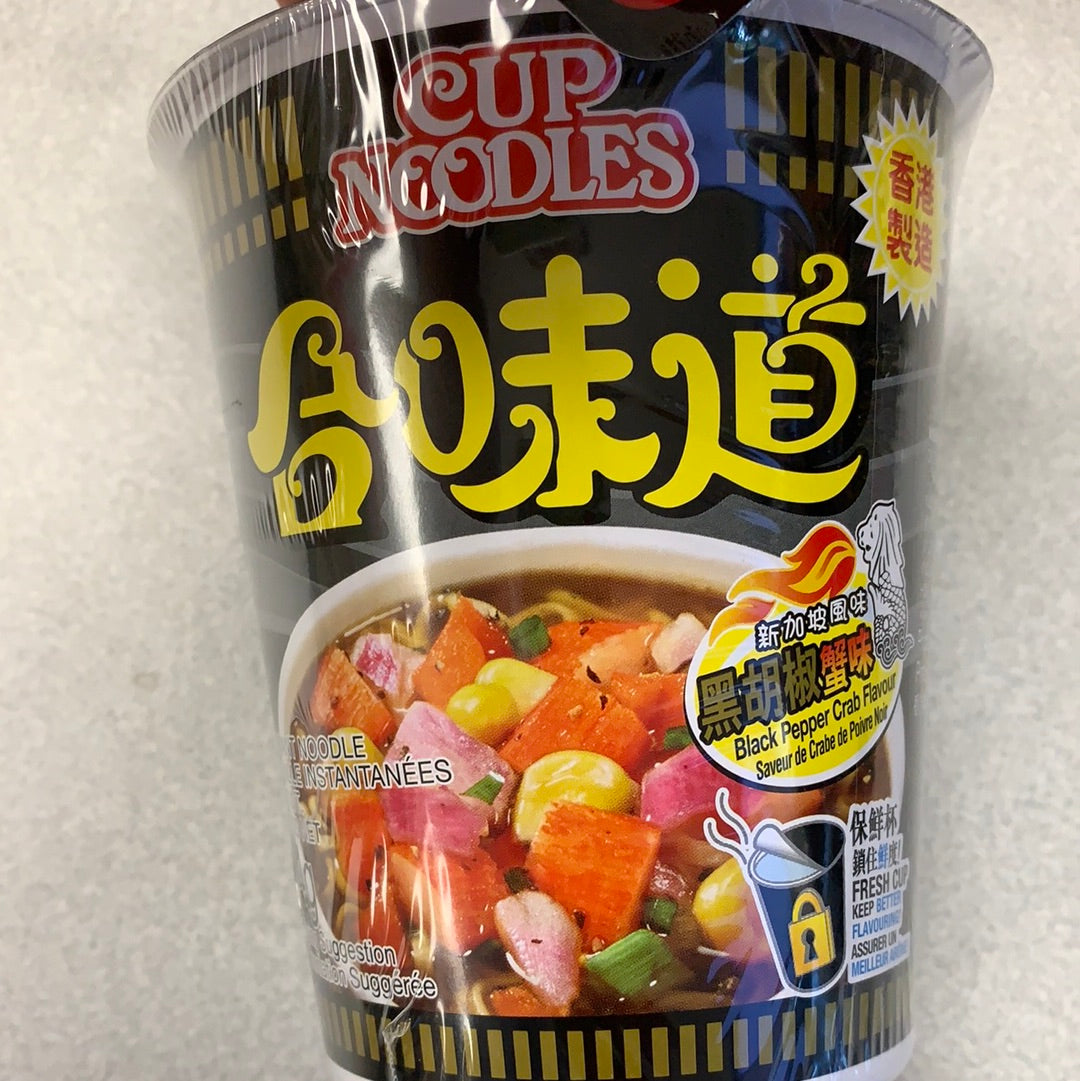 CUP
NOODLES
香港
製造
合味道
新加坡風味
黑胡椒蟹味
Black Pepper Crab Flavour
Saveur de Crabe de Poivre Noir
NOODLE
INSTANTANÉES
保鮮杯
鎖住鮮度!
FRESH CUP
KEEP BETTER
FLAVOURING!
ASSURER UN
MEILLEUR
Suggestion
Suggérée